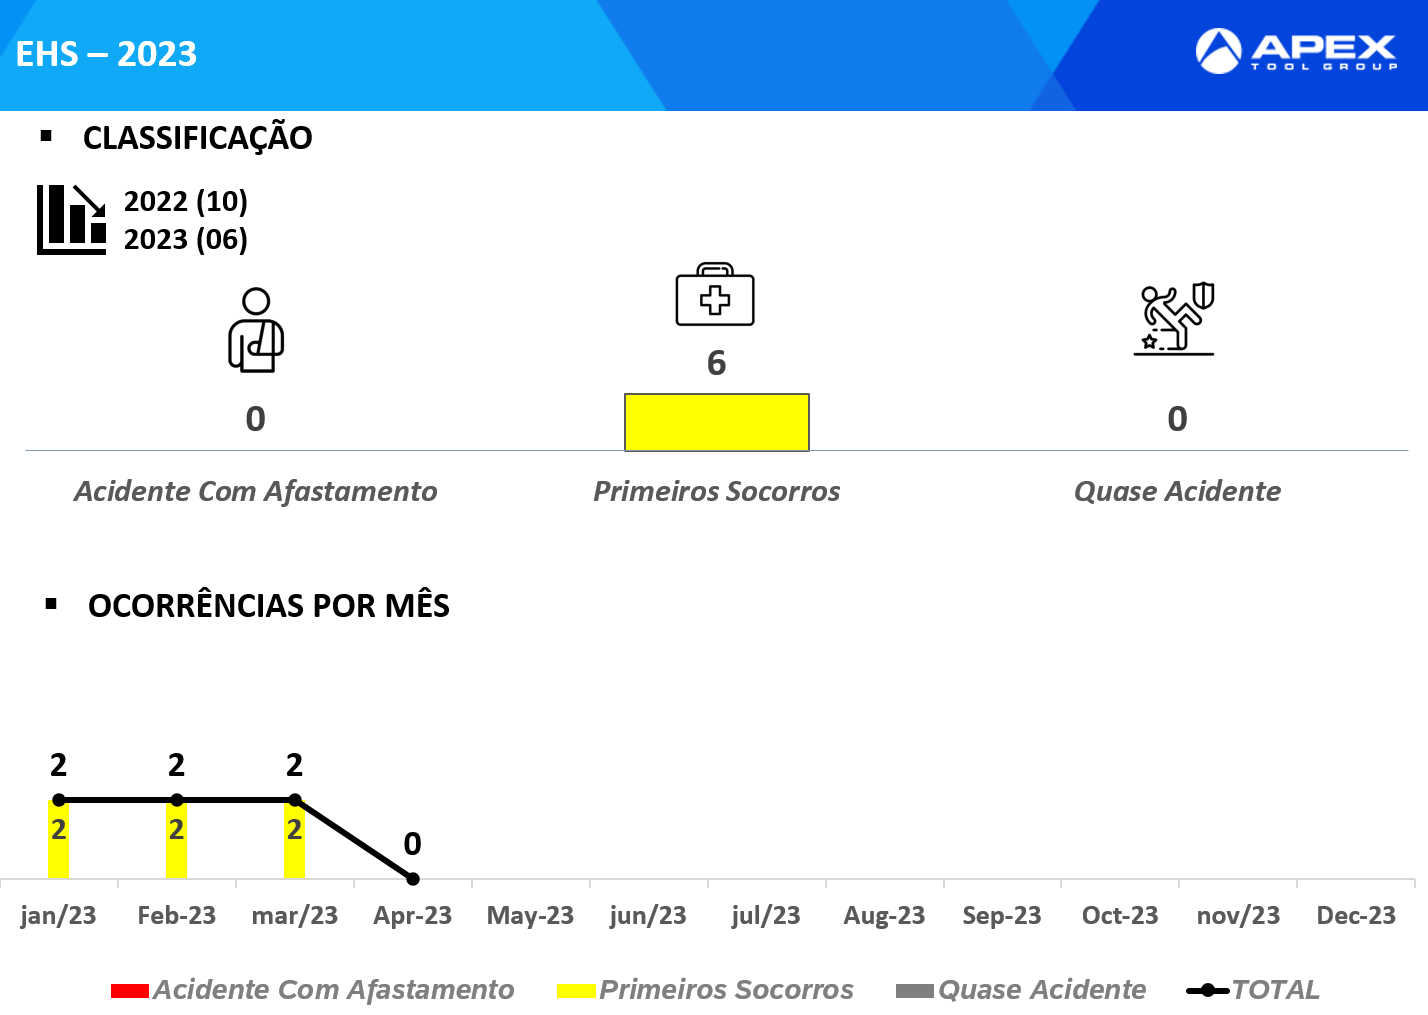 EHS – 2023
APEX
TOOL GROUP
▪ CLASSIFICAÇÃO
2022 (10)
2023 (06)
6
0
0
Acidente Com Afastamento
Primeiros Socorros
Quase Acidente
▪ OCORRÊNCIAS POR MÊS
2 2 2
2 2 2
0
jan/23 Feb-23 mar/23 Apr-23 May-23 jun/23 jul/23 Aug-23 Sep-23 Oct-23 nov/23 Dec-23
Acidente Com Afastamento Primeiros Socorros Quase Acidente TOTAL